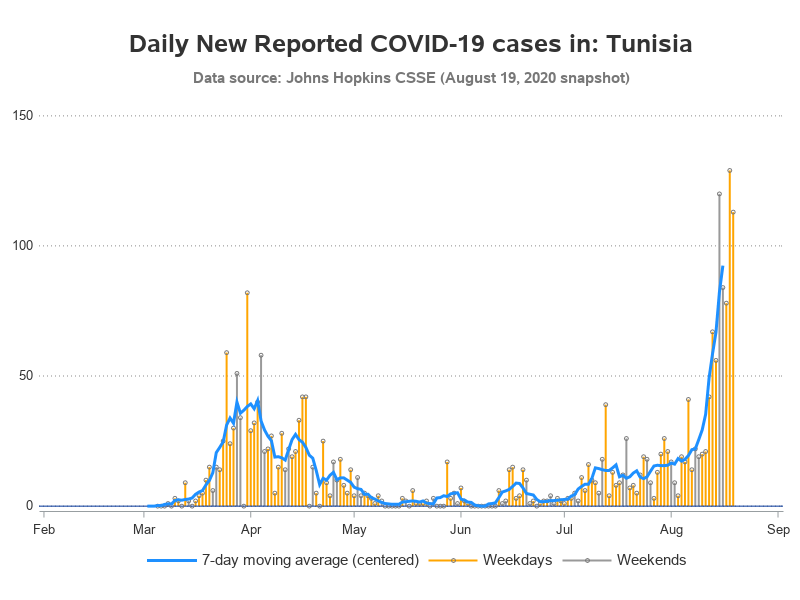 Daily New Reported COVID-19 cases in: Tunisia
Data source: Johns Hopkins CSSE (August 19, 2020 snapshot)
150
100
50
0
Feb Mar Apr May Jun Jul Aug Sep
7-day moving average (centered) Weekdays Weekends